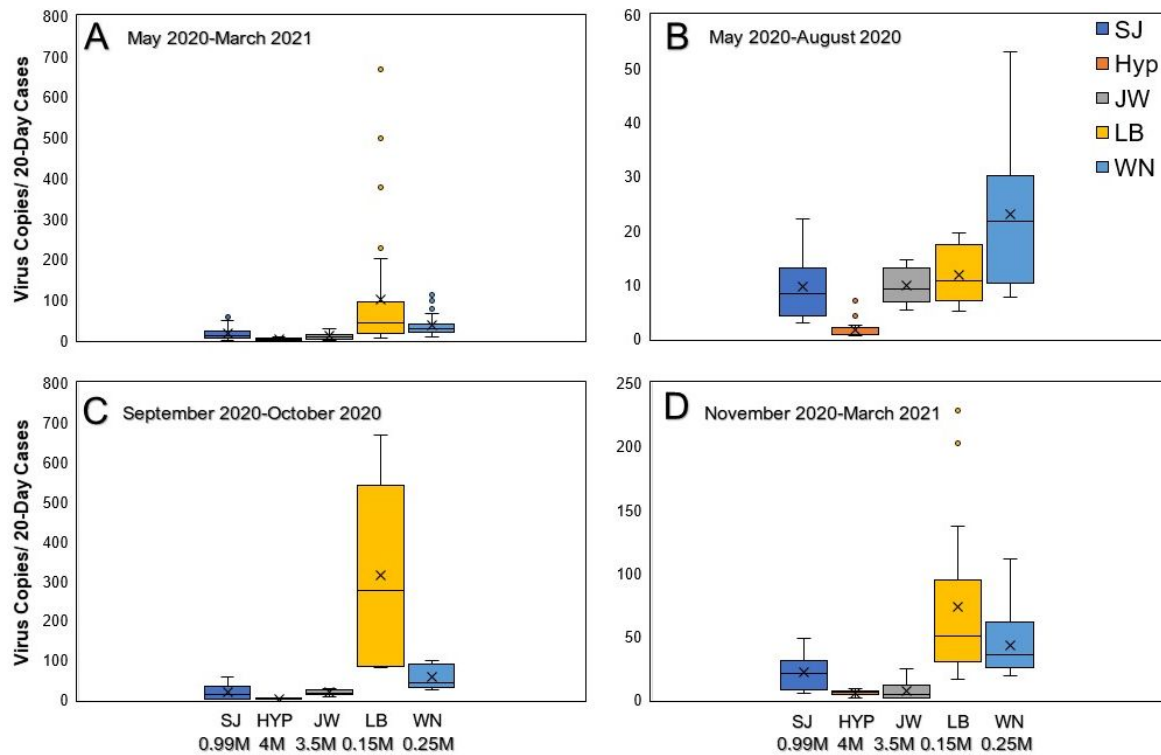 A May 2020-March 2021
Virus Copies/ 20-Day Cases
800
700
600
500
400
300
200
100
0
B May 2020-August 2020
60
50
40
30
20
10
0
SJ
Hyp
JW
LB
WN
C September 2020-October 2020
Virus Copies/ 20-Day Cases
800
700
600
500
400
300
200
100
0
SJ HYP JW LB WN
0.99M 4M 3.5M 0.15M 0.25M
D November 2020-March 2021
250
200
150
100
50
0
SJ HYP JW LB WN
0.99M 4M 3.5M 0.15M 0.25M